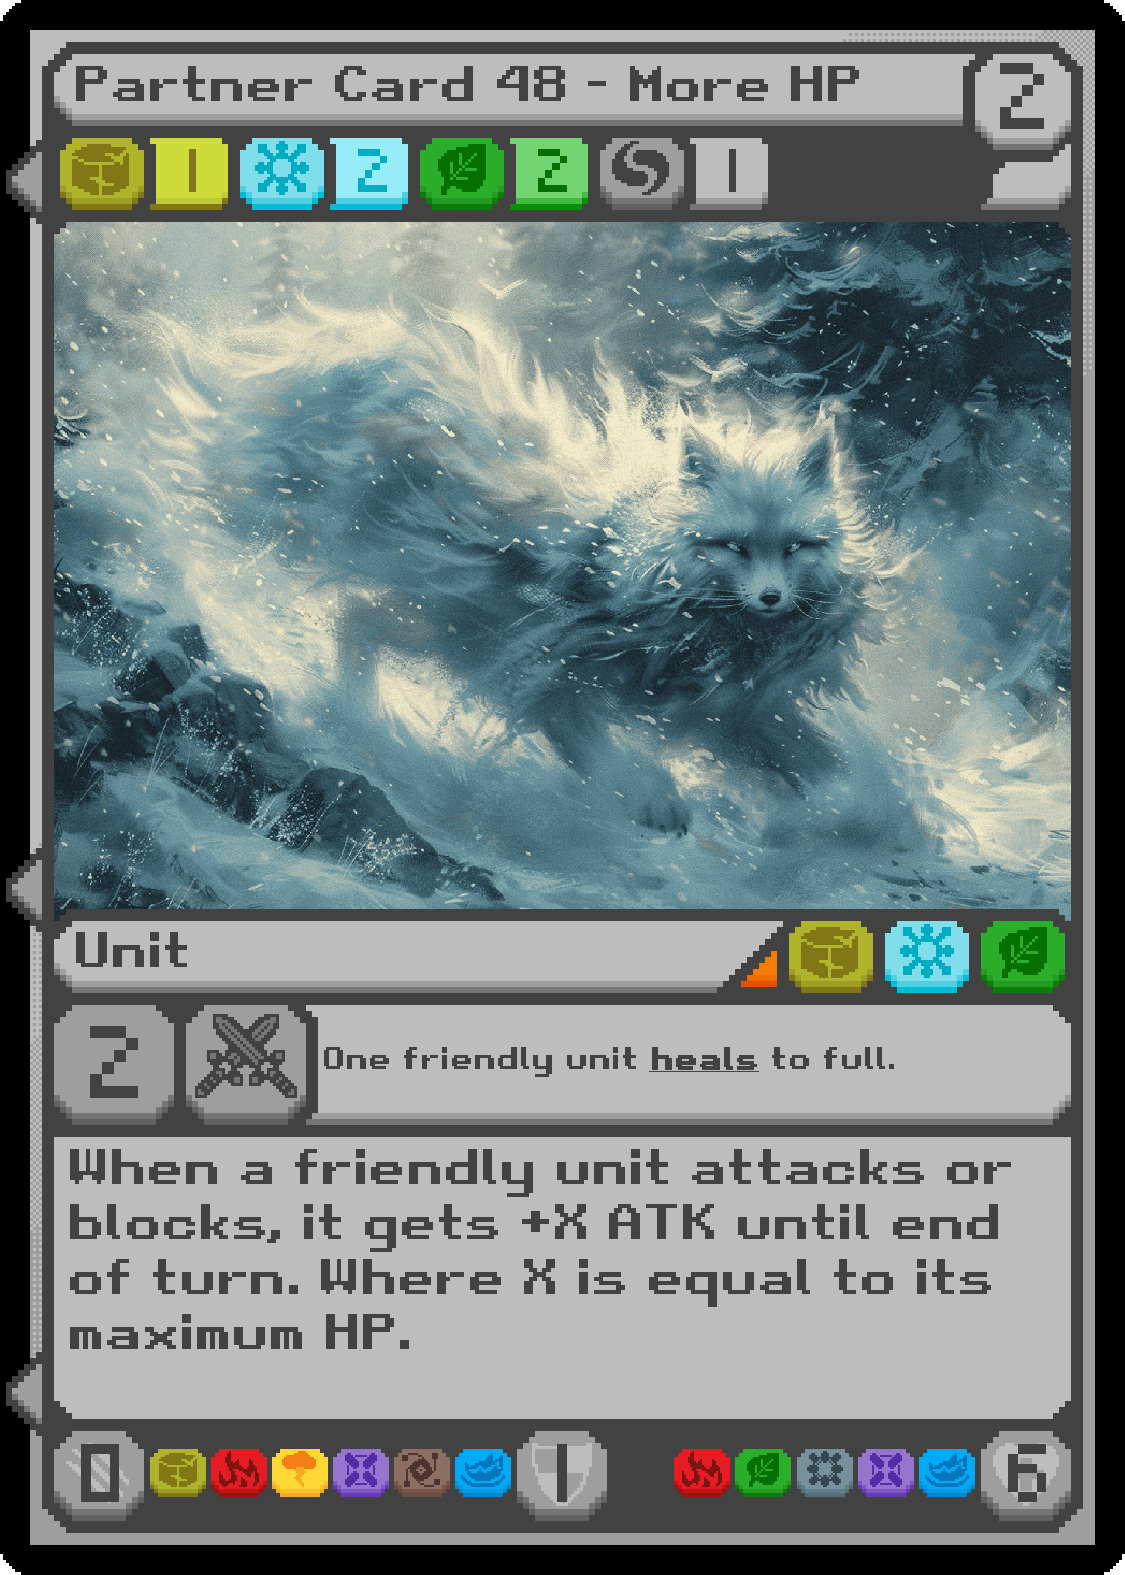 Partner Card 48 - More HP
2
1 2 2 1
Unit
2
One friendly unit heals to full.
When a friendly unit attacks or
blocks, it gets +X ATK until end
of turn. Where X is equal to its
maximum HP.
0 1 6